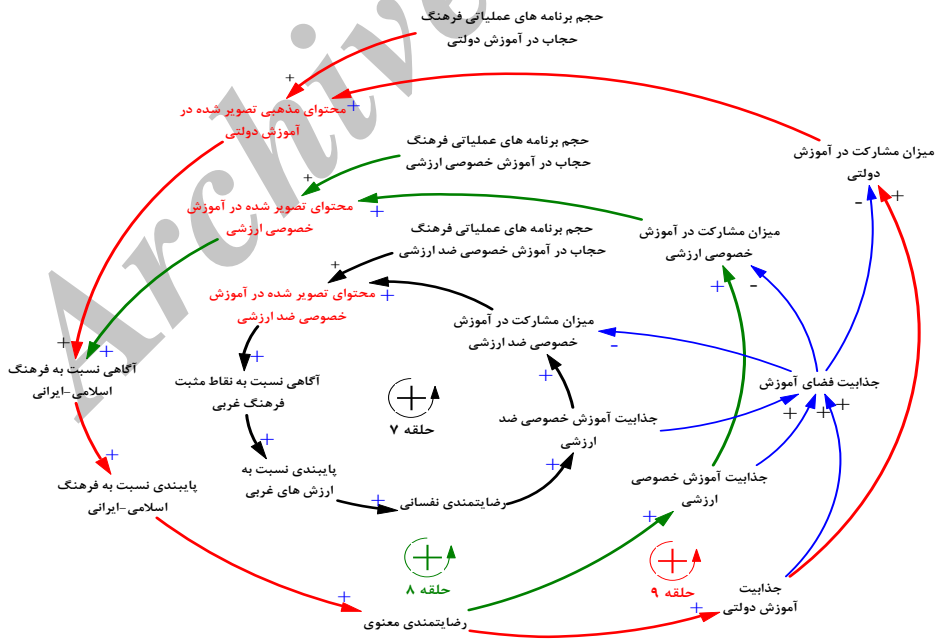 حجم برنامه های عملیاتی فرهنگ
حجاب در آموزش دولتی
محتوای مذهبی تصویر شده در
آموزش دولتی
حجم برنامه های عملیاتی فرهنگ
حجاب در آموزش خصوصی ارزشی
میزان مشارکت در آموزش
دولتی
محتوای تصویر شده در آموزش
خصوصی ارزشی
حجم برنامه های عملیاتی فرهنگ
حجاب در آموزش خصوصی ضد ارزشی
میزان مشارکت در آموزش
خصوصی ارزشی
محتوای تصویر شده در آموزش
خصوصی ضد ارزشی
میزان مشارکت در آموزش
خصوصی ضد ارزشی
آگاهی نسبت به فرهنگ
اسلامی-ایرانی
آگاهی نسبت به نقاط مثبت
فرهنگ غربی
جذابیت فضای آموزش
حلقه ۷
جذابیت آموزش خصوصی ضد
ارزشی
پایبندی نسبت به فرهنگ
اسلامی-ایرانی
پایبندی نسبت به
ارزش های غربی
رضایتمندی نفسانی
جذابیت آموزش خصوصی
ارزشی
حلقه ۸
حلقه ۹
جذابیت
آموزش دولتی
رضایتمندی معنوی
Archive